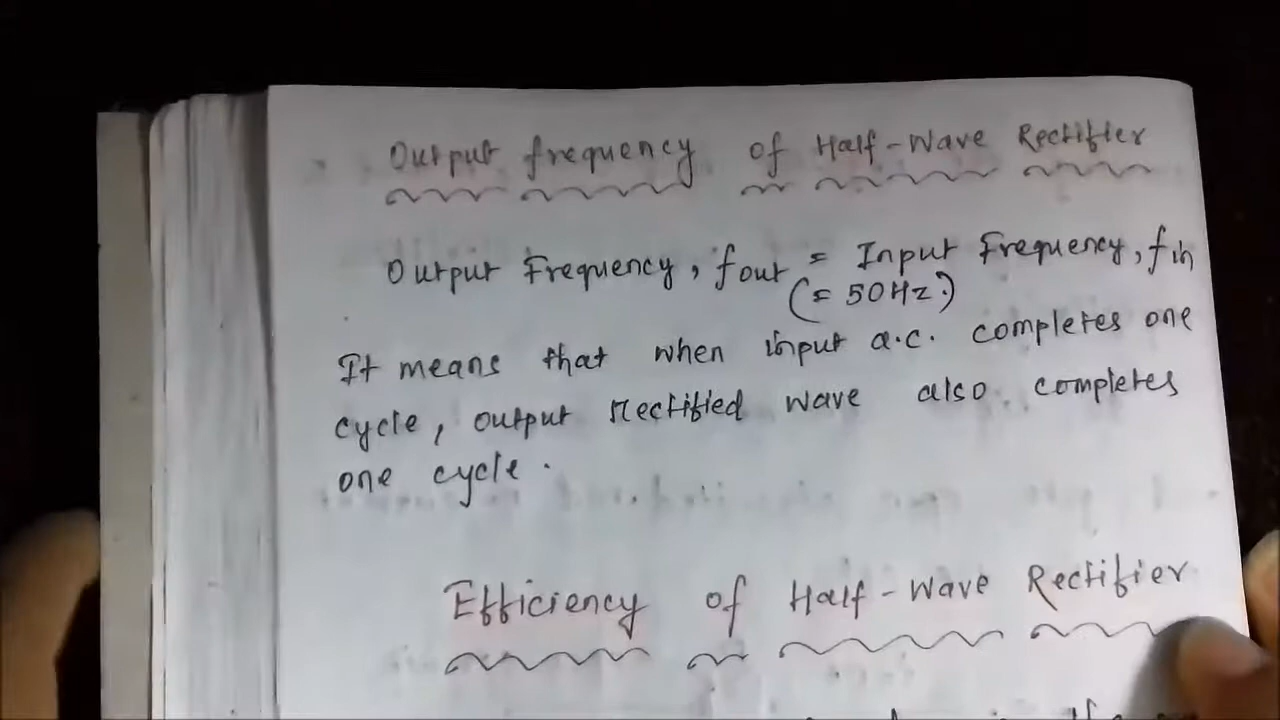 Output frequency of Half-Wave Rectifier
Output Frequency, fout = Input Frequency, fin
(= 50Hz.)
It means that when input a.c. completes one
cycle, output rectified wave also completes
one cycle.
Efficiency of Half-Wave Rectifier